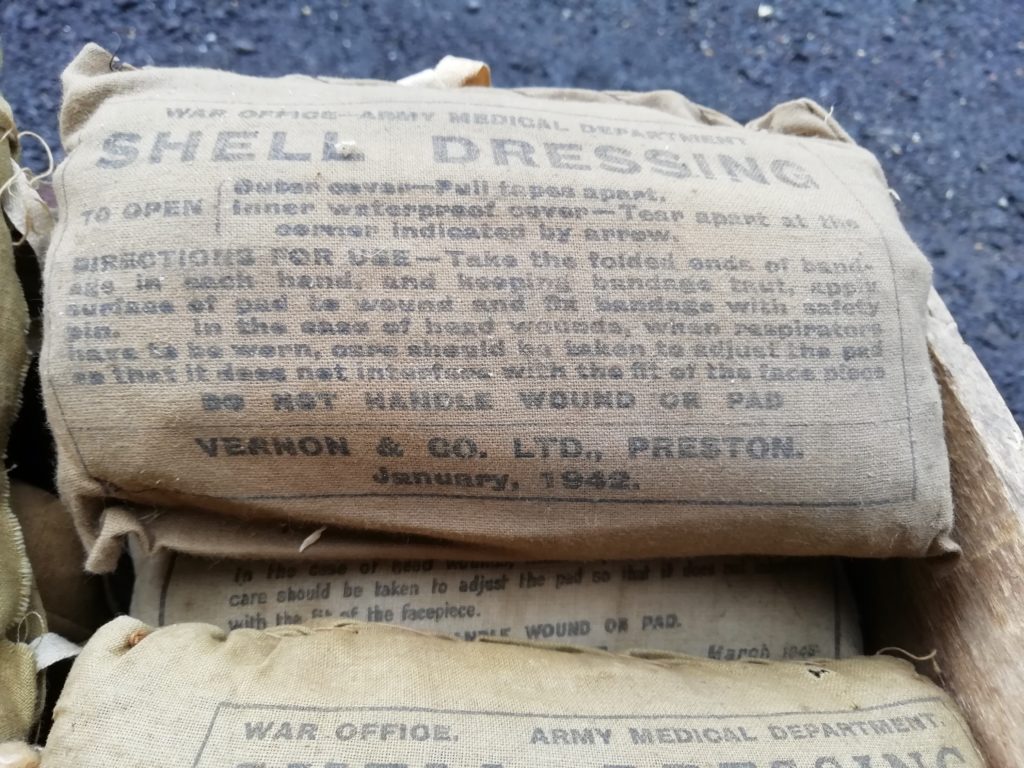 WAR OFFICE—ARMY MEDICAL DEPARTMENT
SHELL DRESSING
TO OPEN
Outer cover—Pull tapes apart,
Inner waterproof cover—Tear apart at the
corner indicated by arrow.
DIRECTIONS FOR USE—Take the folded ends of band-
age in each hand, and keeping bandage taut, apply
surface of pad to wound and fix bandage with safety
pin. In the case of head wounds, when respirators
have to be worn, care should be taken to adjust the pad
so that it does not interfere with the fit of the face piece
DO NOT HANDLE WOUND OR PAD
VERNON & CO. LTD., PRESTON.
January, 1942.
in the case of head wounds,
care should be taken to adjust the pad so that it does not
with the fit of the facepiece.
HANDLE WOUND OR PAD.
March
WAR OFFICE. ARMY MEDICAL DEPARTMENT.
SHELL DRESSING